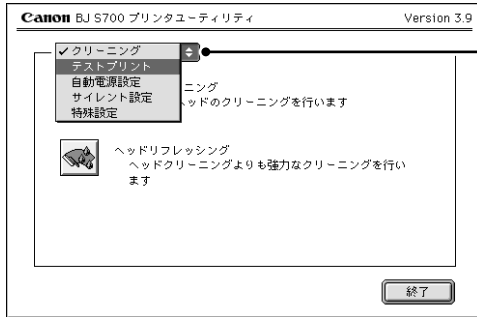 Canon BJ S700 プリンタユーティリティ Version 3.9
✓クリーニング
テストプリント
自動電源設定
サイレント設定
特殊設定
ニング
ヘッドのクリーニングを行います
ヘッドリフレッシング
ヘッドクリーニングよりも強力なクリーニングを行い
ます
終了